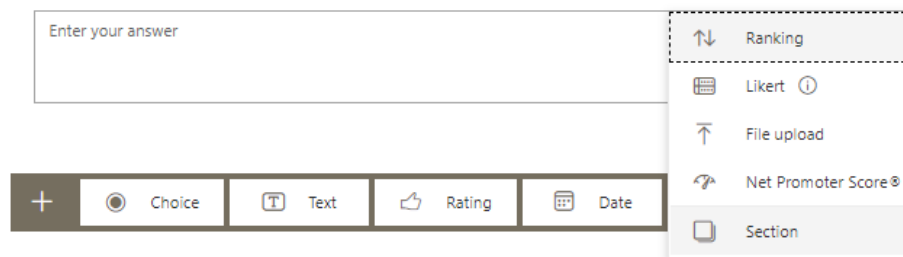 Enter your answer
Ranking
Likert
File upload
Net Promoter Score®
Section
Choice
Text
Rating
Date